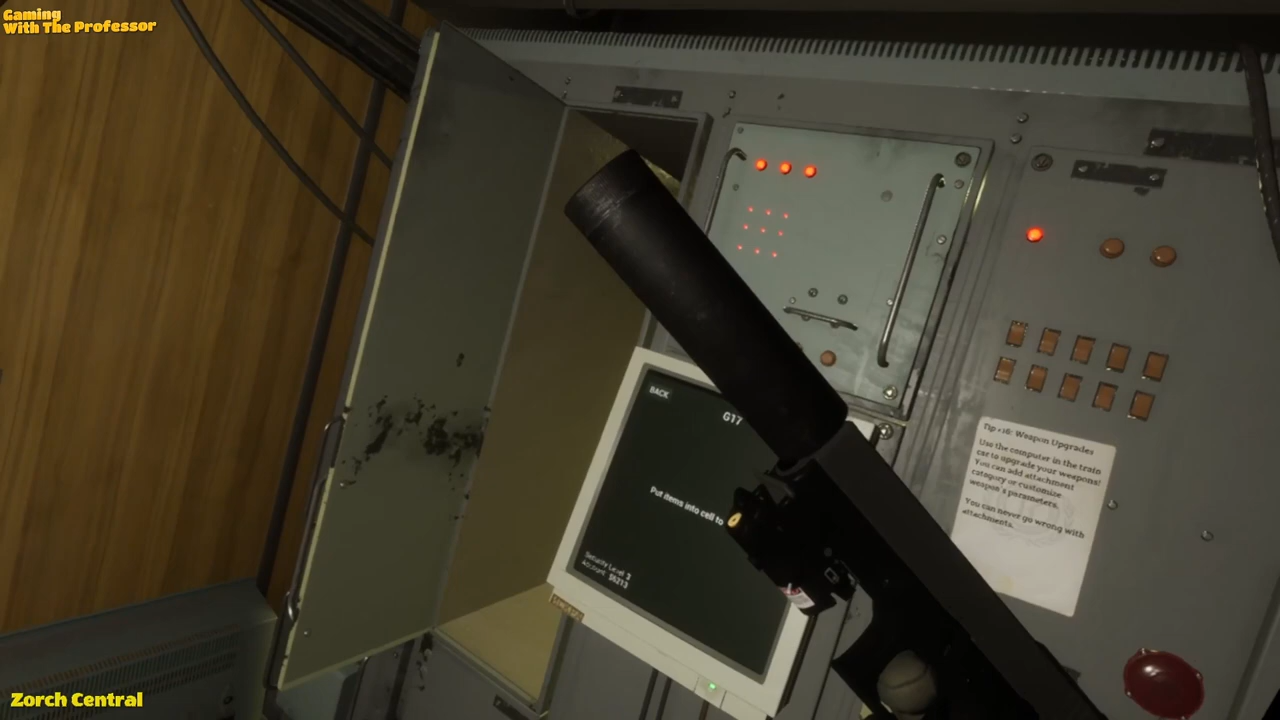 Gaming
With The Professor
BACK
G17
Put items into cell to
Security Level 2
Account: $6213
Tip #16: Weapon Upgrades
Use the computer in the train
car to upgrade your weapons!
You can add attachment
category or customize
weapon's parameters.
You can never go wrong with
attachments.
Zorch Central